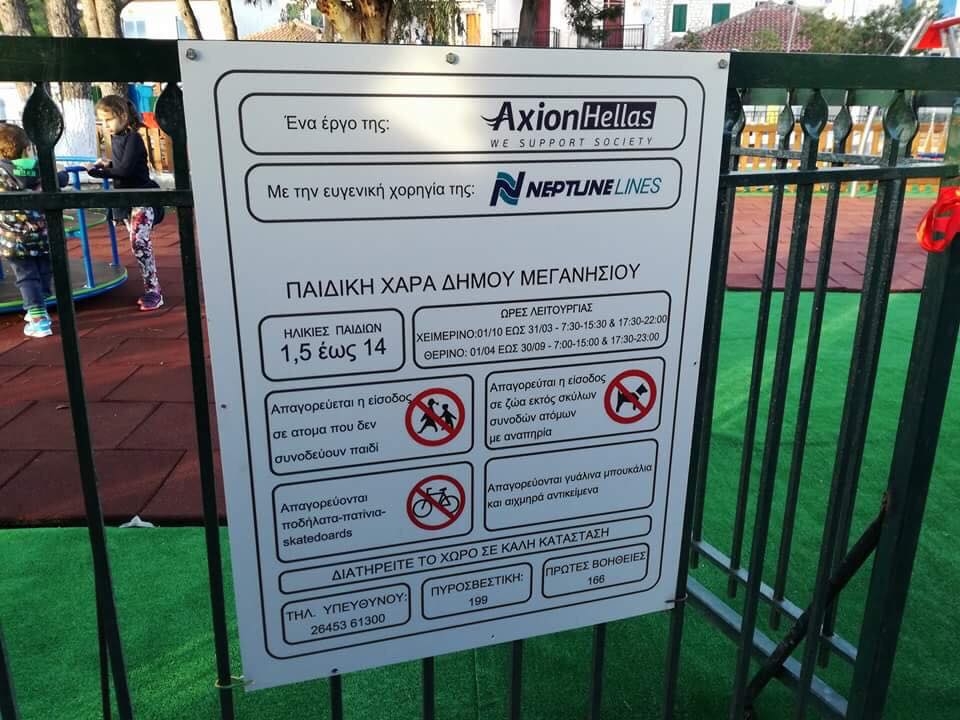 Ένα έργο της:
AxionHellas
WE SUPPORT SOCIETY
Με την ευγενική χορηγία της:
NEPTUNE LINES
ΠΑΙΔΙΚΗ ΧΑΡΑ ΔΗΜΟΥ ΜΕΓΑΝΗΣΙΟΥ
ΗΛΙΚΙΕΣ ΠΑΙΔΙΩΝ
1,5 έως 14
ΩΡΕΣ ΛΕΙΤΟΥΡΓΙΑΣ
ΧΕΙΜΕΡΙΝΟ:01/10 ΕΩΣ 31/03 - 7:30-15:30 & 17:30-22:00
ΘΕΡΙΝΟ: 01/04 ΕΩΣ 30/09 - 7:00-15:00 & 17:30-23:00
Απαγορεύεται η είσοδος
σε ατομα που δεν
συνοδεύουν παιδί
Απαγορεύται η είσοδος
σε ζώα εκτός σκύλων
συνοδών ατόμων
με αναπηρία
Απαγορεύονται
ποδήλατα-πατίνια-
skatedoards
Απαγορεύονται γυάλινα μπουκάλια
και αιχμηρά αντικείμενα
ΔΙΑΤΗΡΕΙΤΕ ΤΟ ΧΩΡΟ ΣΕ ΚΑΛΗ ΚΑΤΑΣΤΑΣΗ
ΤΗΛ. ΥΠΕΥΘΥΝΟΥ:
26453 61300
ΠΥΡΟΣΒΕΣΤΙΚΗ:
199
ΠΡΩΤΕΣ ΒΟΗΘΕΙΕΣ
166